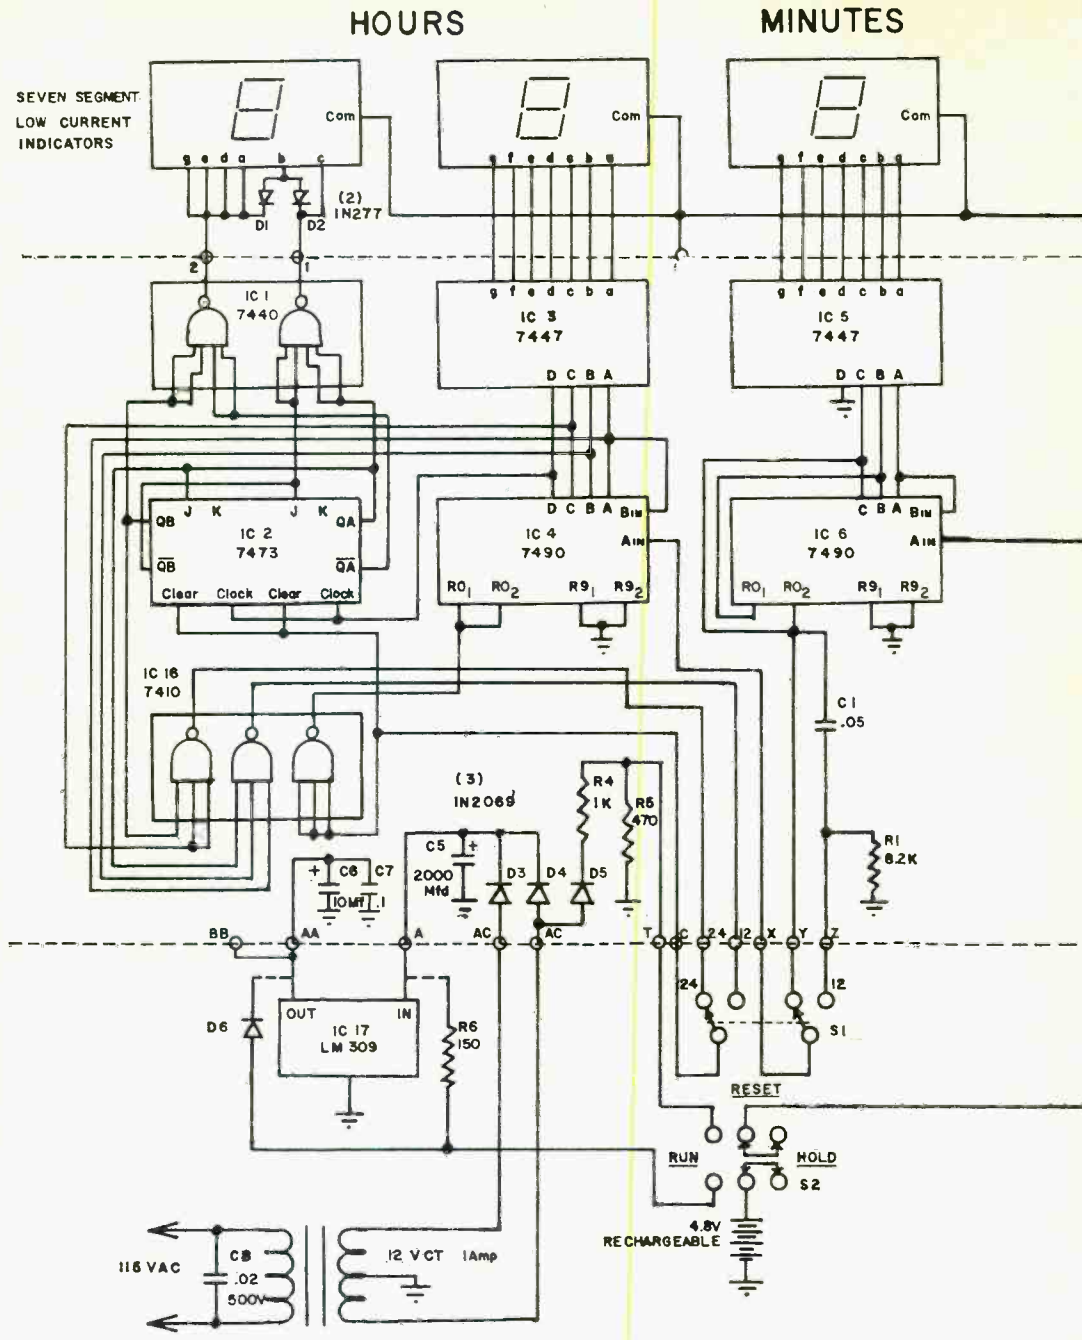 HOURS MINUTES
SEVEN SEGMENT
LOW CURRENT
INDICATORS
Com Com Com
g e d a b c
g f e d c b a
g f e d c b a
(2)
1N277
D1 D2
2 1
IC 1
7440
g f e d c b a
IC 3
7447
D C B A
g f e d c b a
IC 5
7447
D C B A
J K J K
QB QA
IC 2
7473
QB QA
Clear Clock Clear Clock
D C B A BIN
IC 4
7490
AIN
RO1 RO2 R91 R92
C B A BIN
IC 6
7490
AIN
RO1 RO2 R91 R92
IC 16
7410
C1
.05
(3)
1N2069
R4
1K
R5
470
R1
8.2K
C5 +
2000
Mfd
D3 D4 D5
+ C6 C7
10Mf .1
BB AA A AC AC T C 24 12 X Y Z
24 12
S1
OUT IN
IC 17
LM 309
D6
R6
150
RESET
RUN HOLD
S2
4.8V
RECHARGEABLE
115 VAC
C8
.02
500V
12 VCT 1Amp